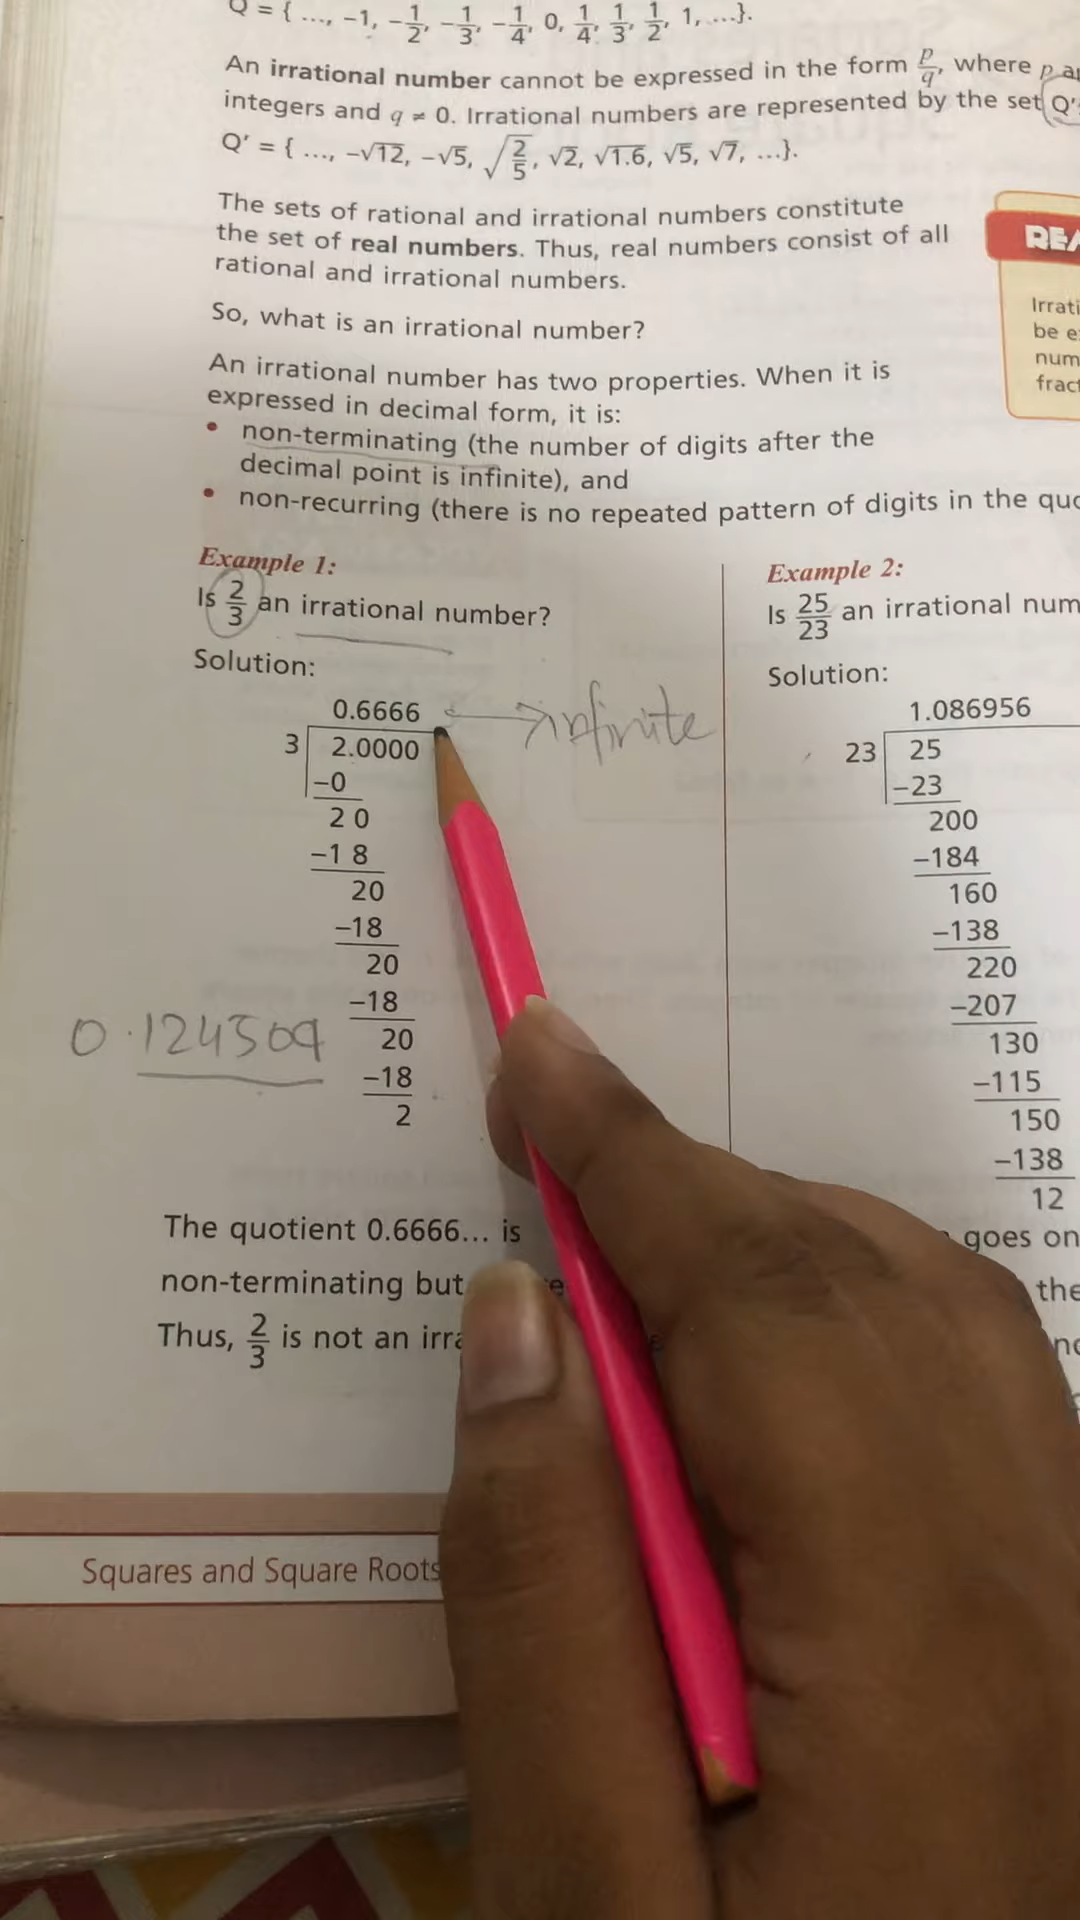 Q = { ..., −1, −1/2, −1/3, −1/4, 0, 1/4, 1/3, 1/2, 1, ...}.
An irrational number cannot be expressed in the form p/q, where p
integers and q ≠ 0. Irrational numbers are represented by the set Q′
Q′ = { ..., −√12, −√5, √2/5, √2, √1.6, √5, √7, ...}.
The sets of rational and irrational numbers constitute
the set of real numbers. Thus, real numbers consist of all
rational and irrational numbers.
So, what is an irrational number?
An irrational number has two properties. When it is
expressed in decimal form, it is:
• non-terminating (the number of digits after the
decimal point is infinite), and
• non-recurring (there is no repeated pattern of digits in the
Example 1:
Is 2/3 an irrational number?
Solution:
0.6666 → infinite
3 2.0000
−0
2 0
−1 8
20
−18
20
−18
20
−18
2
0.124509
The quotient 0.6666... is
non-terminating but
Thus, 2/3 is not an
Example 2:
Is 25/23 an irrational
Solution:
1.086956
23 25
−23
200
−184
160
−138
220
−207
130
−115
150
−138
12
goes on
Squares and Square Roots